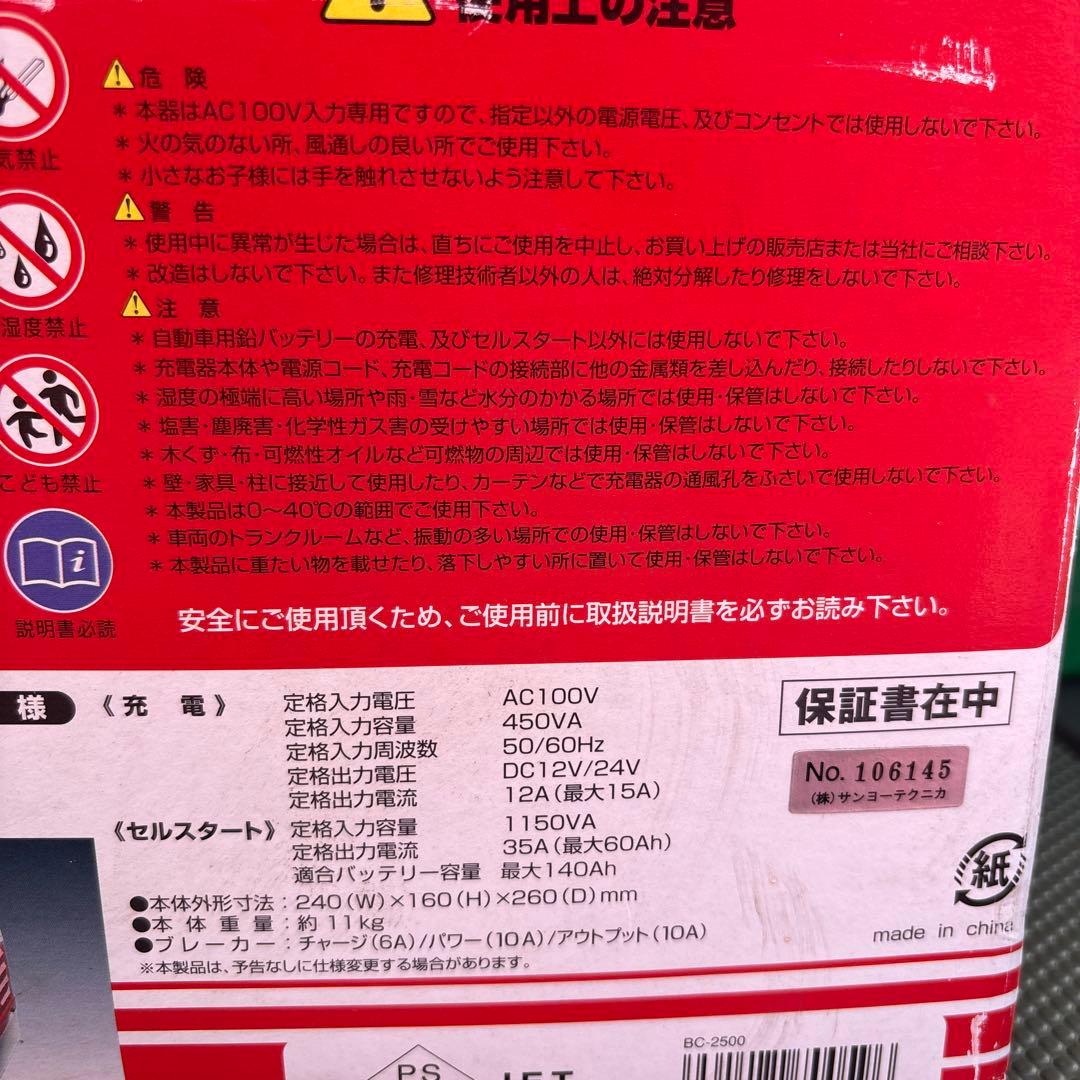 使用上の注意
危険
＊本器はAC100V入力専用ですので、指定以外の電源電圧、及びコンセントでは使用しないで下さい。
＊火の気のない所、風通しの良い所でご使用下さい。
＊小さなお子様には手を触れさせないよう注意して下さい。
警告
＊使用中に異常が生じた場合は、直ちにご使用を中止し、お買い上げの販売店または当社にご相談下さい。
＊改造はしないで下さい。また修理技術者以外の人は、絶対分解したり修理をしないで下さい。
注意
＊自動車用鉛バッテリーの充電、及びセルスタート以外には使用しないで下さい。
＊充電器本体や電源コード、充電コードの接続部に他の金属類を差し込んだり、接続したりしないで下さい。
＊湿度の極端に高い場所や雨・雪など水分のかかる場所では使用・保管はしないで下さい。
＊塩害・塵廃害・化学性ガス害の受けやすい場所では使用・保管はしないで下さい。
＊木くず・布・可燃性オイルなど可燃物の周辺では使用・保管はしないで下さい。
＊壁・家具・柱に接近して使用したり、カーテンなどで充電器の通風孔をふさいで使用しないで下さい。
＊本製品は0〜40℃の範囲でご使用下さい。
＊車両のトランクルームなど、振動の多い場所での使用・保管はしないで下さい。
＊本製品に重たい物を載せたり、落下しやすい所に置いて使用・保管はしないで下さい。
安全にご使用頂くため、ご使用前に取扱説明書を必ずお読み下さい。
気禁止
湿度禁止
こども禁止
i
説明書必読
様
《充電》
定格入力電圧 AC100V
定格入力容量 450VA
定格入力周波数 50/60Hz
定格出力電圧 DC12V/24V
定格出力電流 12A(最大15A)
《セルスタート》 定格入力容量 1150VA
定格出力電流 35A(最大60Ah)
適合バッテリー容量 最大140Ah
●本体外形寸法：240(W)×160(H)×260(D)mm
●本体重量：約11kg
●ブレーカー：チャージ(6A)/パワー(10A)/アウトプット(10A)
※本製品は、予告なしに仕様変更する場合があります。
保証書在中
No. 106145
(株)サンヨーテクニカ
紙
made in china
PS
JET
BC-2500